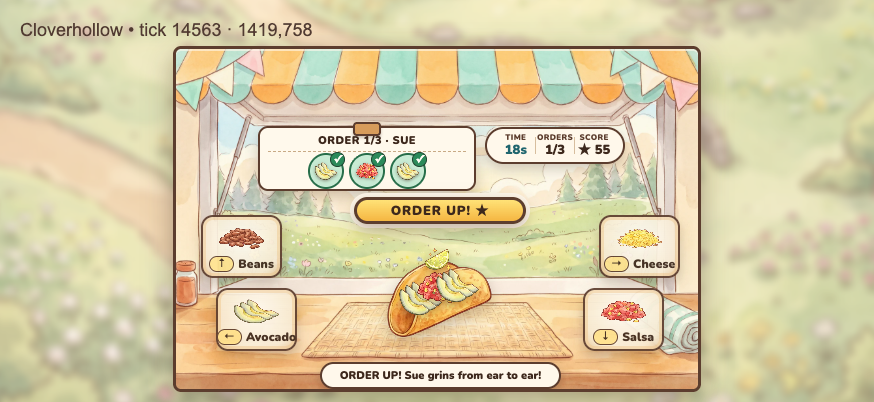 Cloverhollow • tick 14563 · 1419,758
ORDER 1/3 · SUE
TIME ORDERS SCORE
18s 1/3 ★ 55
ORDER UP! ★
↑ Beans
→ Cheese
← Avocado
↓ Salsa
ORDER UP! Sue grins from ear to ear!